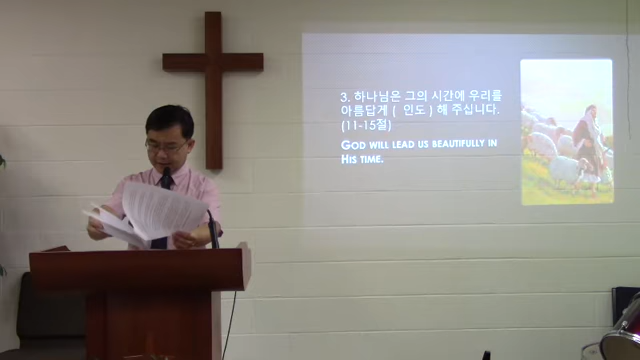 3. 하나님은 그의 시간에 우리를
아름답게 ( 인도 ) 해 주십니다.
(11-15절)
GOD WILL LEAD US BEAUTIFULLY IN
HIS TIME.